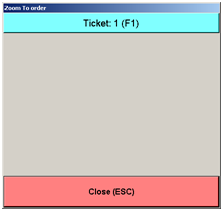 Zoom To order
Ticket: 1 (F1)
Close (ESC)